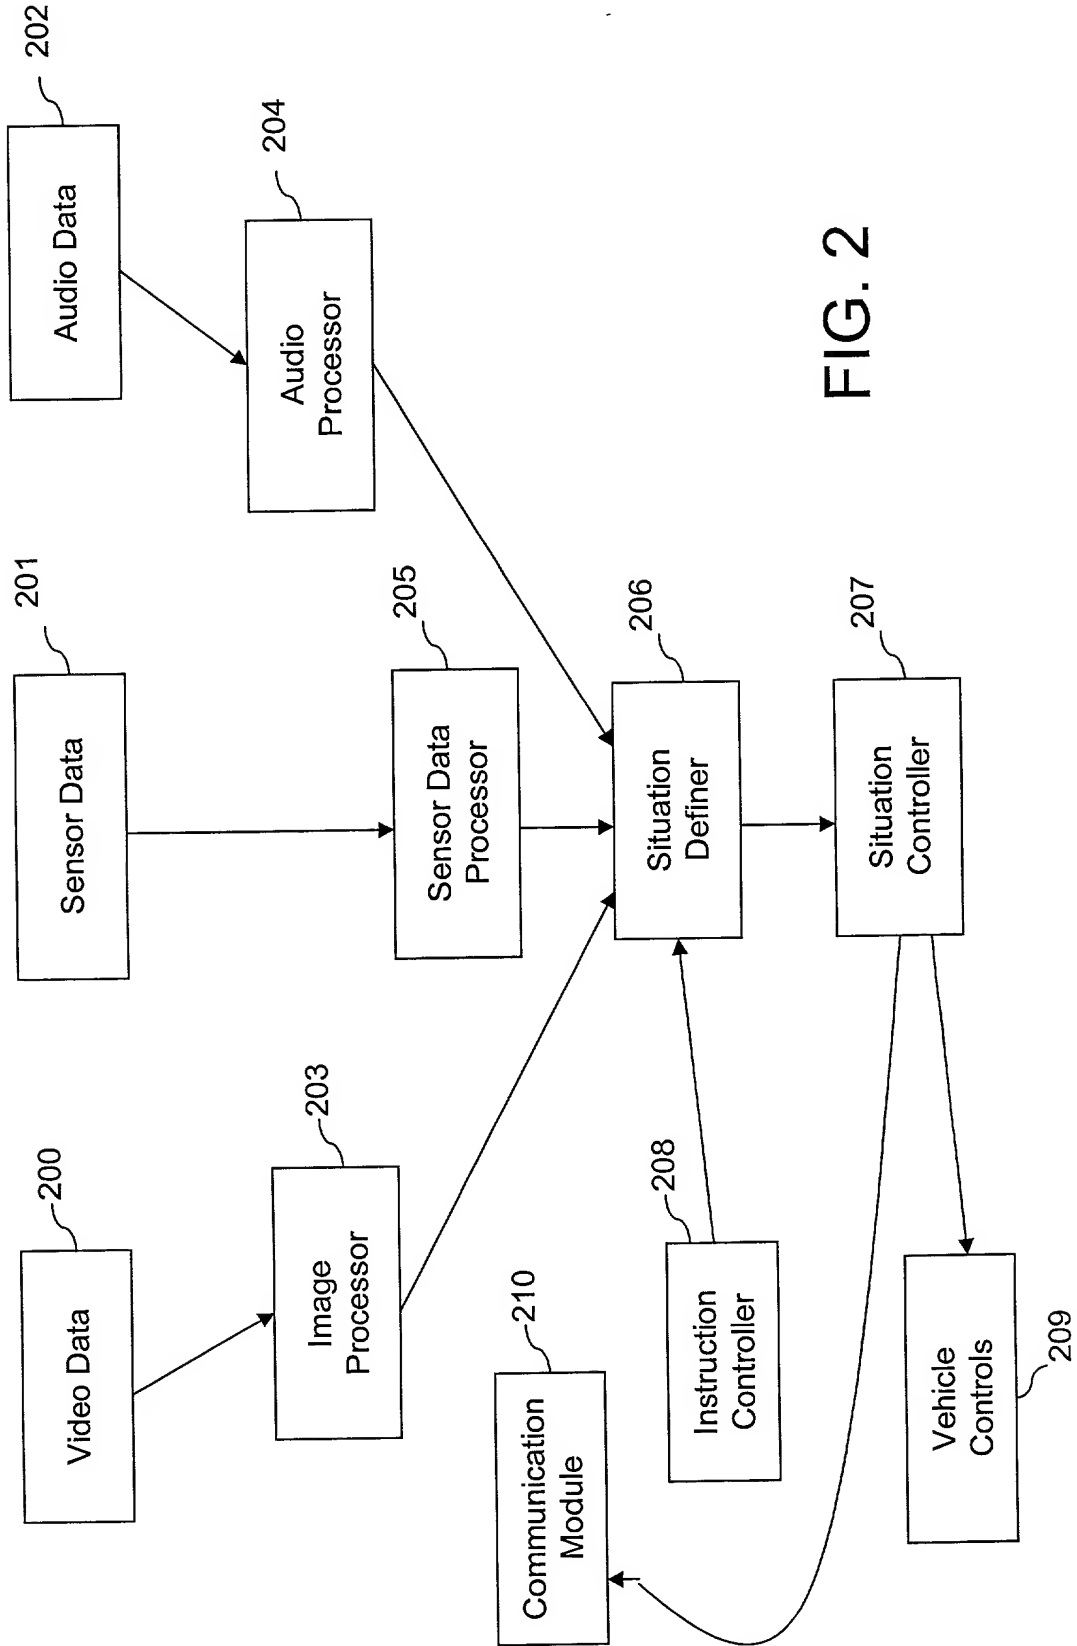 200
Video Data
201
Sensor Data
202
Audio Data
203
Image
Processor
204
Audio
Processor
205
Sensor Data
Processor
210
Communication
Module
206
Situation
Definer
208
Instruction
Controller
207
Situation
Controller
Vehicle
Controls
209
FIG. 2